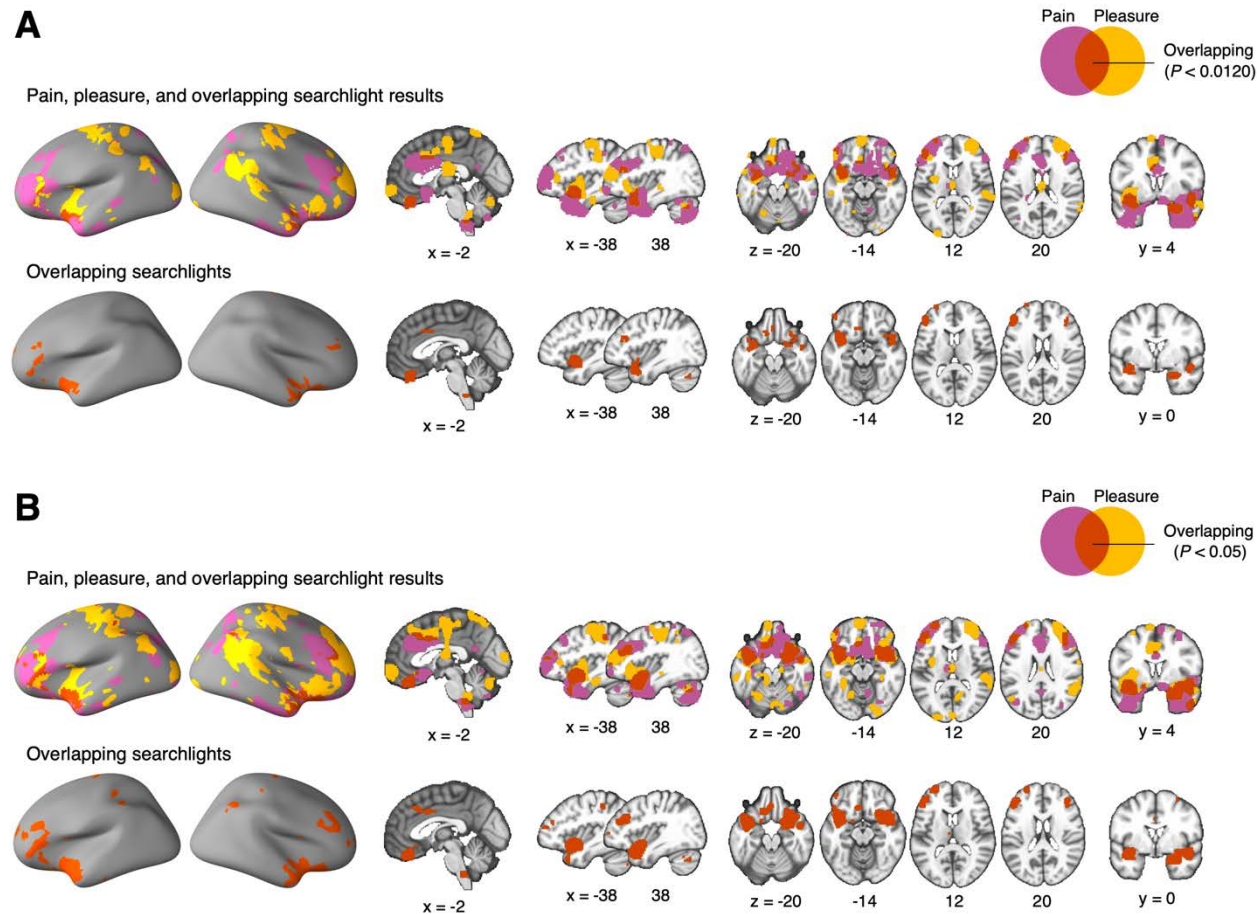 A
Pain Pleasure
Overlapping
(P < 0.0120)
Pain, pleasure, and overlapping searchlight results
x = -2
x = -38 38
z = -20 -14 12 20
y = 4
Overlapping searchlights
x = -2
x = -38 38
z = -20 -14 12 20
y = 0
B
Pain Pleasure
Overlapping
(P < 0.05)
Pain, pleasure, and overlapping searchlight results
x = -2
x = -38 38
z = -20 -14 12 20
y = 4
Overlapping searchlights
x = -2
x = -38 38
z = -20 -14 12 20
y = 0